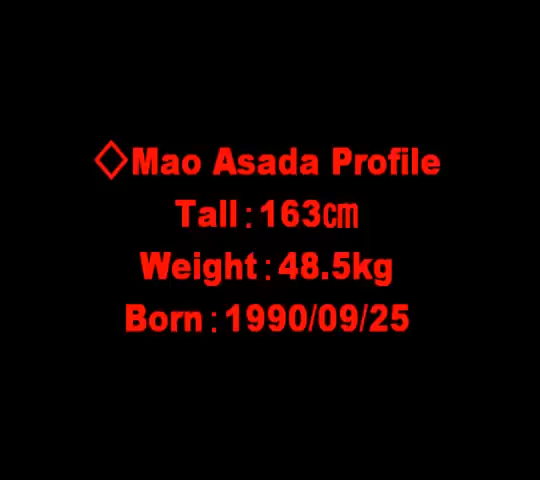 ◇Mao Asada Profile
Tall：163㎝
Weight：48.5kg
Born：1990/09/25